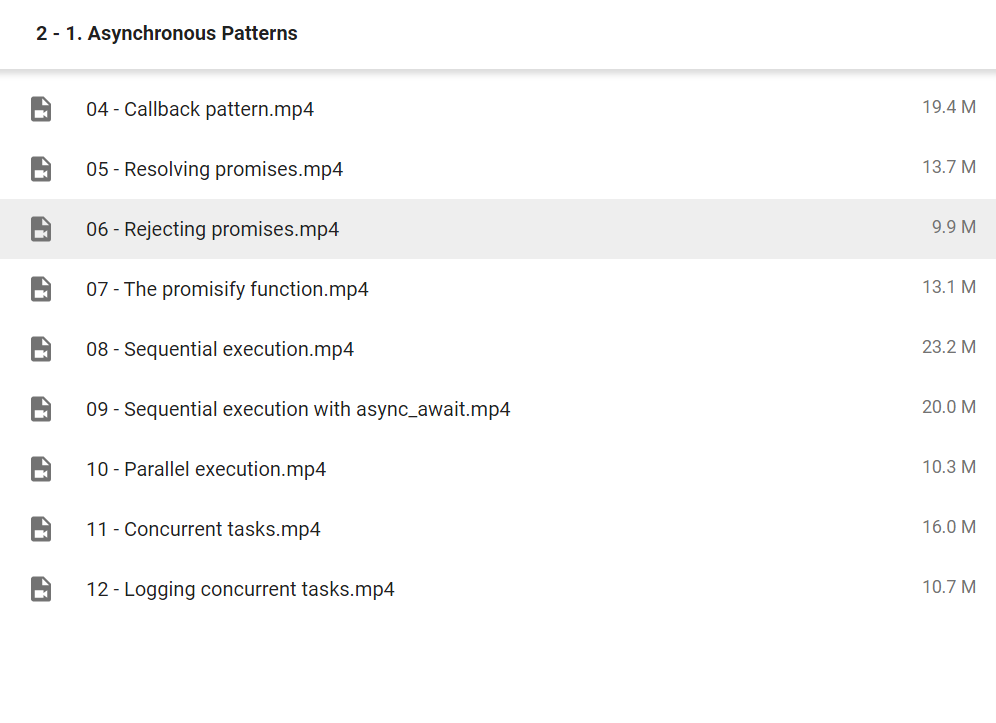 2 - 1. Asynchronous Patterns
04 - Callback pattern.mp4 19.4 M
05 - Resolving promises.mp4 13.7 M
06 - Rejecting promises.mp4 9.9 M
07 - The promisify function.mp4 13.1 M
08 - Sequential execution.mp4 23.2 M
09 - Sequential execution with async_await.mp4 20.0 M
10 - Parallel execution.mp4 10.3 M
11 - Concurrent tasks.mp4 16.0 M
12 - Logging concurrent tasks.mp4 10.7 M